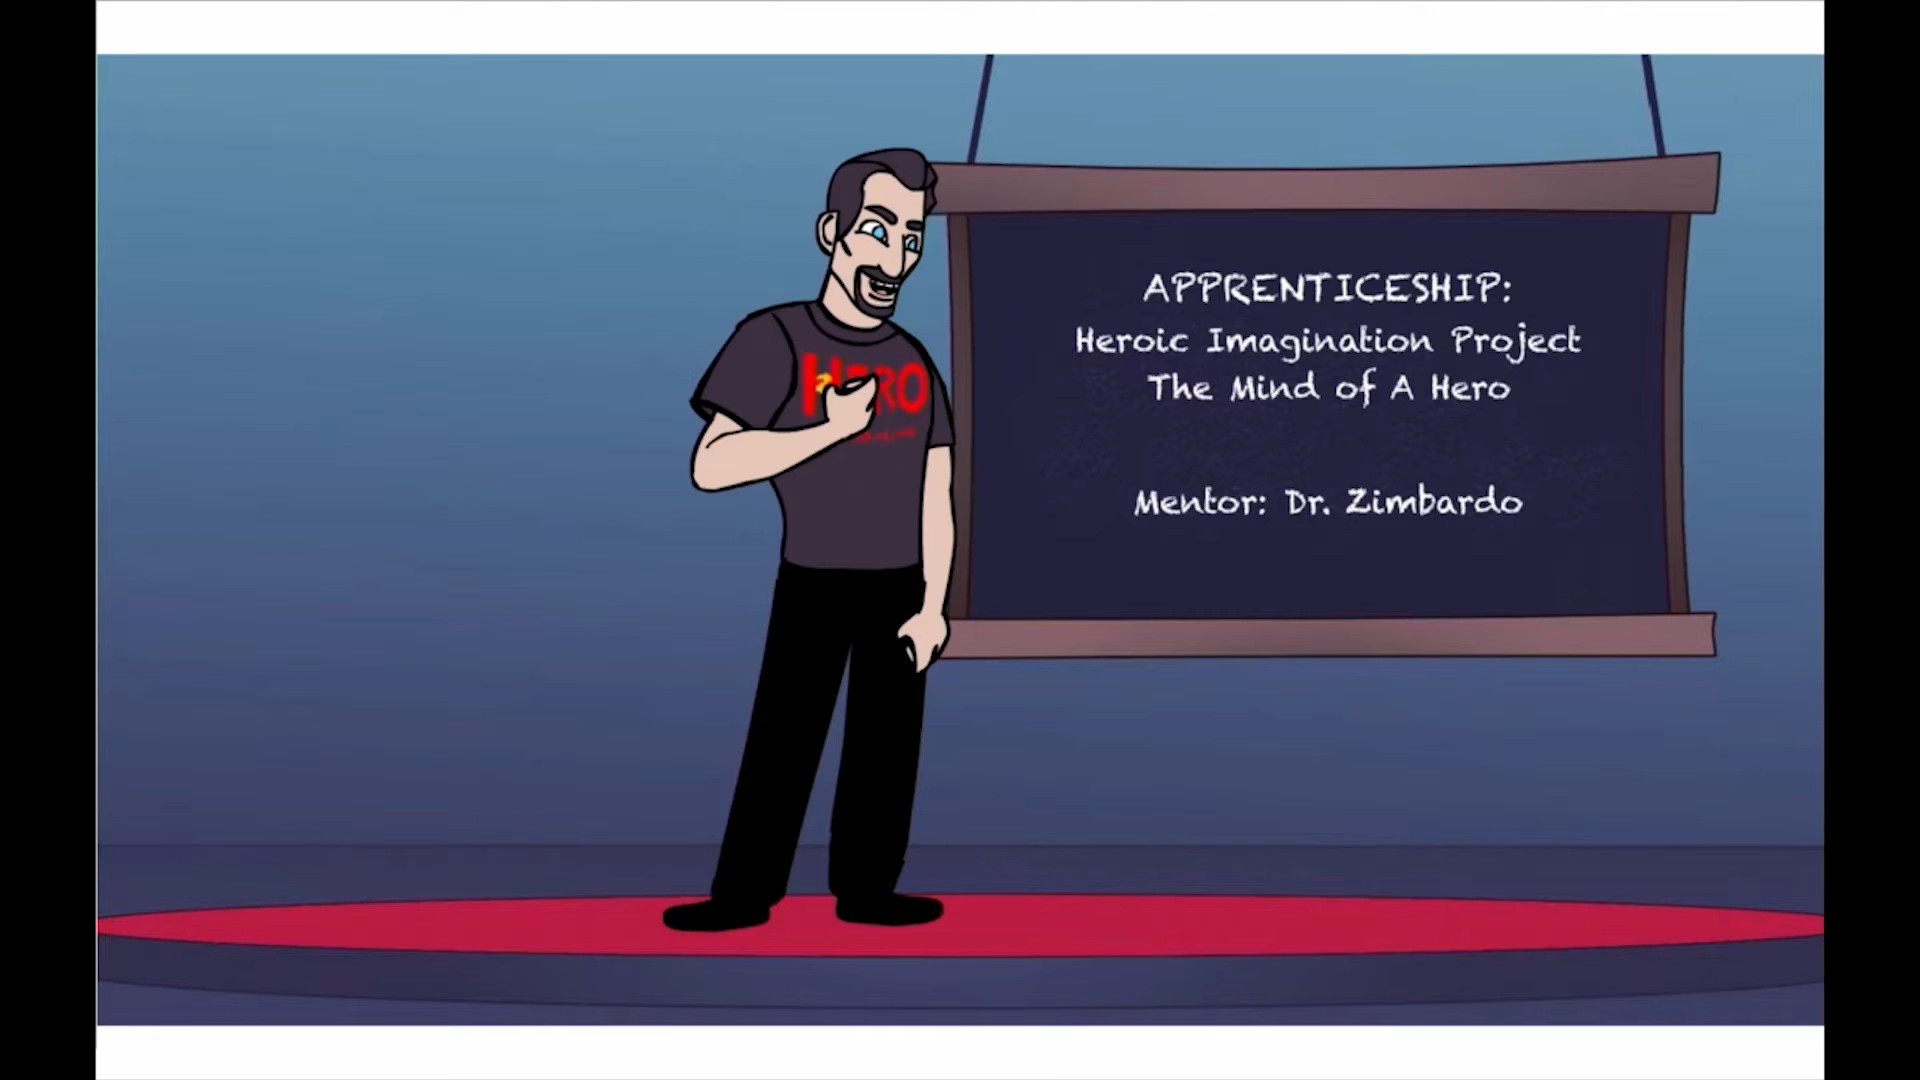 HERO
APPRENTICESHIP:
Heroic Imagination Project
The Mind of A Hero
Mentor: Dr. Zimbardo